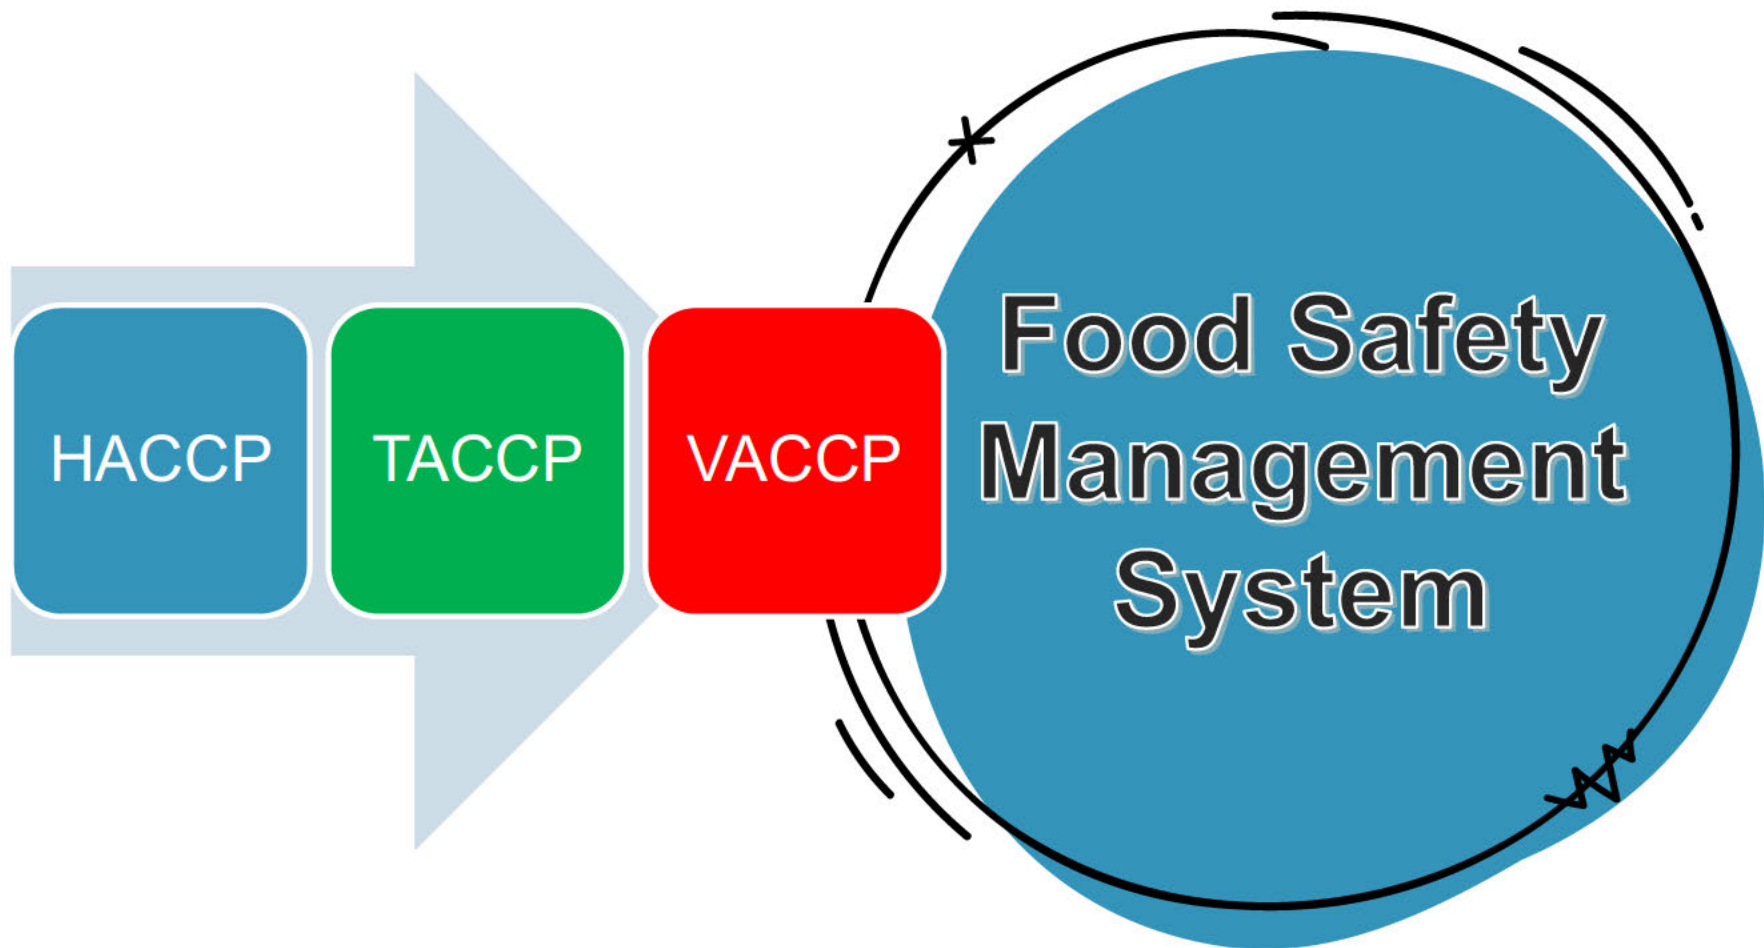 HACCP
TACCP
VACCP
Food Safety
Management
System